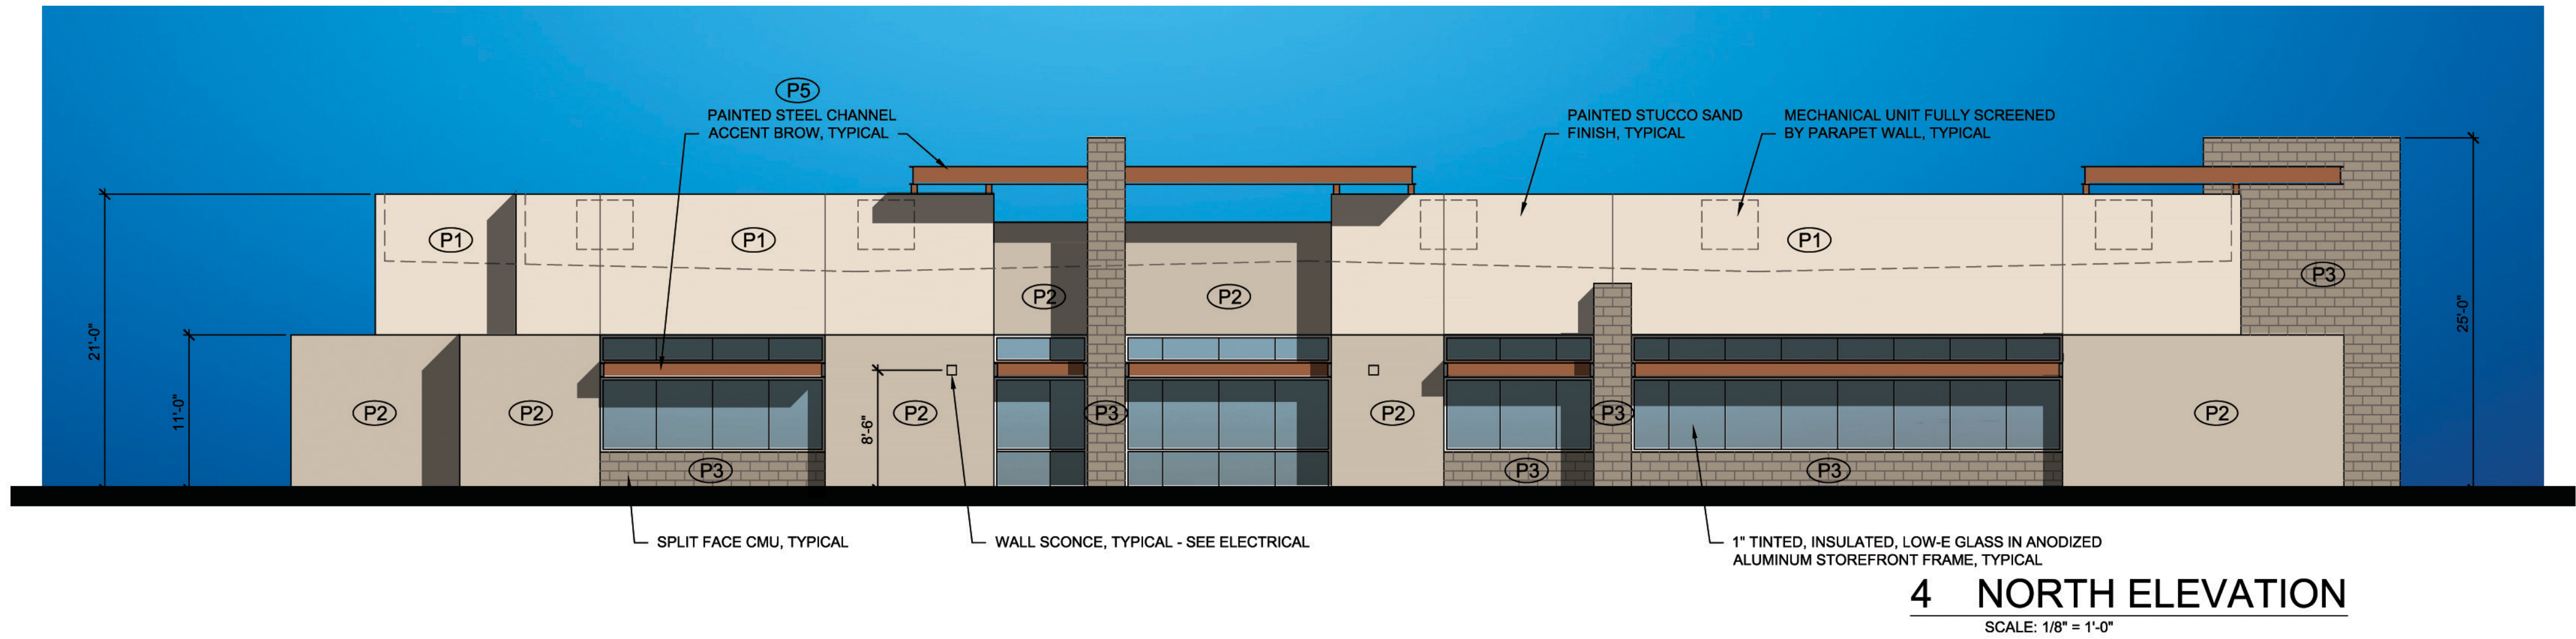 P5
PAINTED STEEL CHANNEL
ACCENT BROW, TYPICAL
PAINTED STUCCO SAND
FINISH, TYPICAL
MECHANICAL UNIT FULLY SCREENED
BY PARAPET WALL, TYPICAL
P1
P1
P1
P3
P2
P2
21'-0"
25'-0"
11'-0"
8'-6"
P2
P2
P2
P3
P2
P3
P2
P3
P3
P3
SPLIT FACE CMU, TYPICAL
WALL SCONCE, TYPICAL - SEE ELECTRICAL
1" TINTED, INSULATED, LOW-E GLASS IN ANODIZED
ALUMINUM STOREFRONT FRAME, TYPICAL
4 NORTH ELEVATION
SCALE: 1/8" = 1'-0"